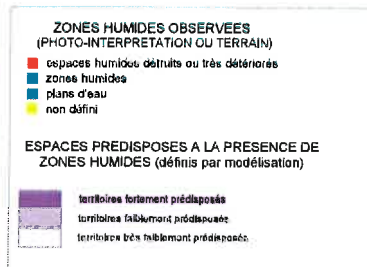 ZONES HUMIDES OBSERVEES
(PHOTO-INTERPRETATION OU TERRAIN)
espaces humides détruits ou très détériorés
zones humides
plans d'eau
non défini
ESPACES PREDISPOSES A LA PRESENCE DE
ZONES HUMIDES (définis par modélisation)
territoires fortement prédisposés
territoires faiblement prédisposés
territoires très faiblement prédisposés